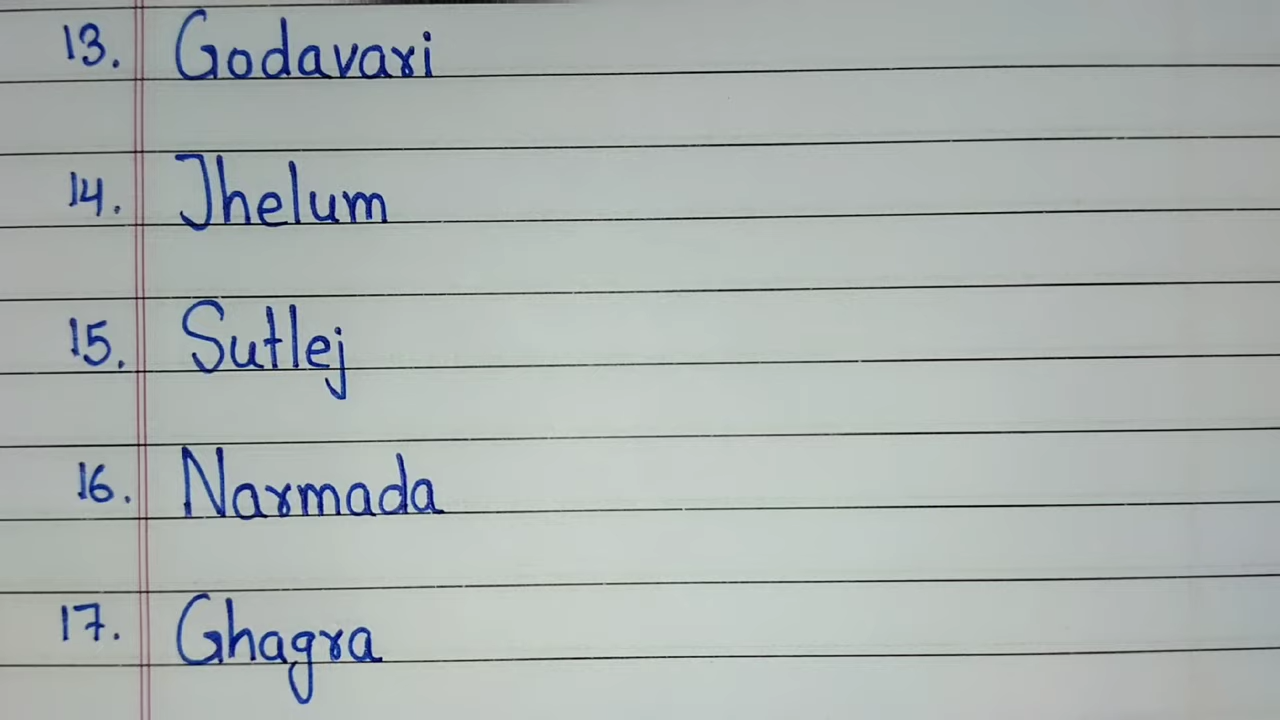 13. Godavari
14. Jhelum
15. Sutlej
16. Narmada
17. Ghagra